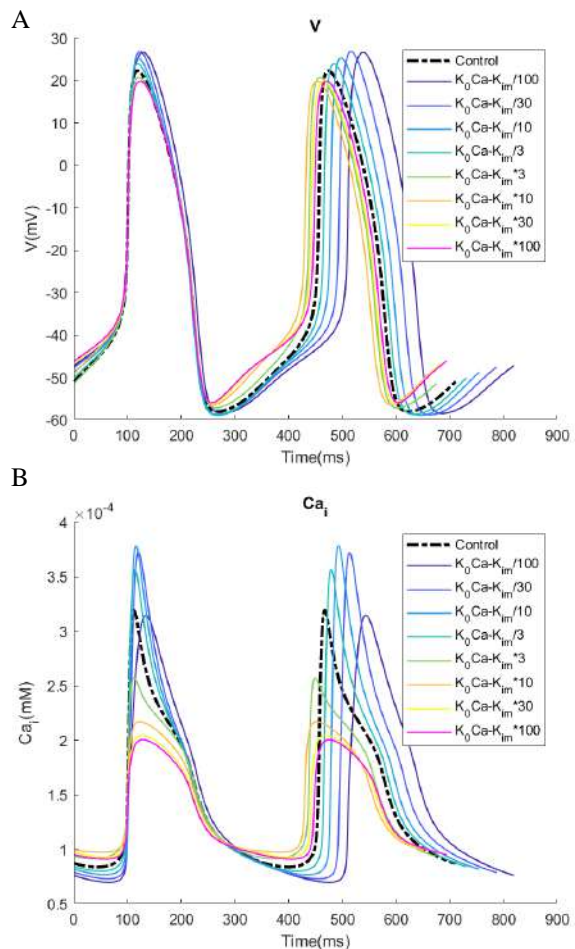 A
V
30
20
10
0
-10
-20
-30
-40
-50
-60
V(mV)
0 100 200 300 400 500 600 700 800 900
Time(ms)
Control
K₀Ca-Kᵢₘ/100
K₀Ca-Kᵢₘ/30
K₀Ca-Kᵢₘ/10
K₀Ca-Kᵢₘ/3
K₀Ca-Kᵢₘ*3
K₀Ca-Kᵢₘ*10
K₀Ca-Kᵢₘ*30
K₀Ca-Kᵢₘ*100
B
Caᵢ
×10⁻⁴
4
3.5
3
2.5
2
1.5
1
0.5
Caᵢ(mM)
0 100 200 300 400 500 600 700 800 900
Time(ms)
Control
K₀Ca-Kᵢₘ/100
K₀Ca-Kᵢₘ/30
K₀Ca-Kᵢₘ/10
K₀Ca-Kᵢₘ/3
K₀Ca-Kᵢₘ*3
K₀Ca-Kᵢₘ*10
K₀Ca-Kᵢₘ*30
K₀Ca-Kᵢₘ*100